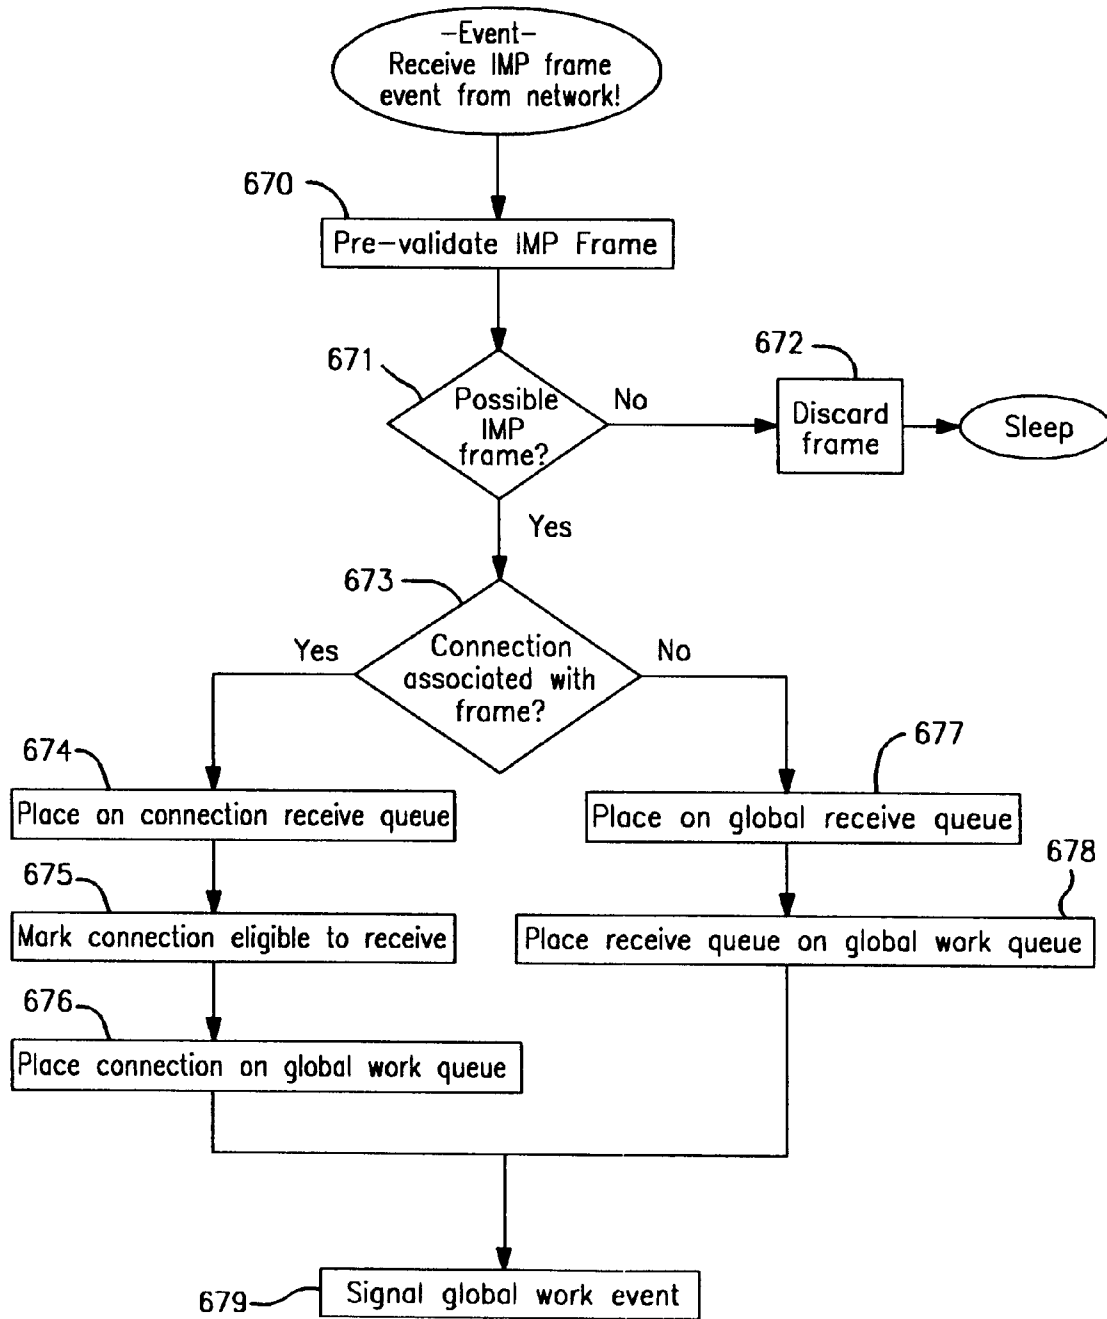 -Event-
Receive IMP frame
event from network!
670
Pre-validate IMP Frame
671
Possible
IMP
frame?
No
672
Discard
frame
Sleep
Yes
673
Connection
associated with
frame?
Yes
No
674
Place on connection receive queue
677
Place on global receive queue
675
Mark connection eligible to receive
678
Place receive queue on global work queue
676
Place connection on global work queue
679
Signal global work event